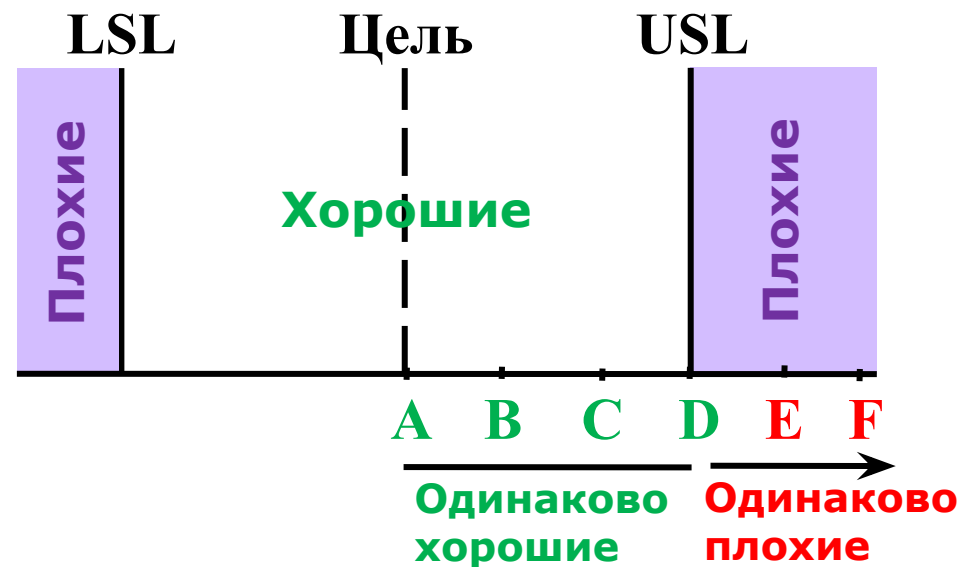 LSL Цель USL
Плохие
Хорошие
Плохие
A B C D E F
Одинаково
хорошие
Одинаково
плохие